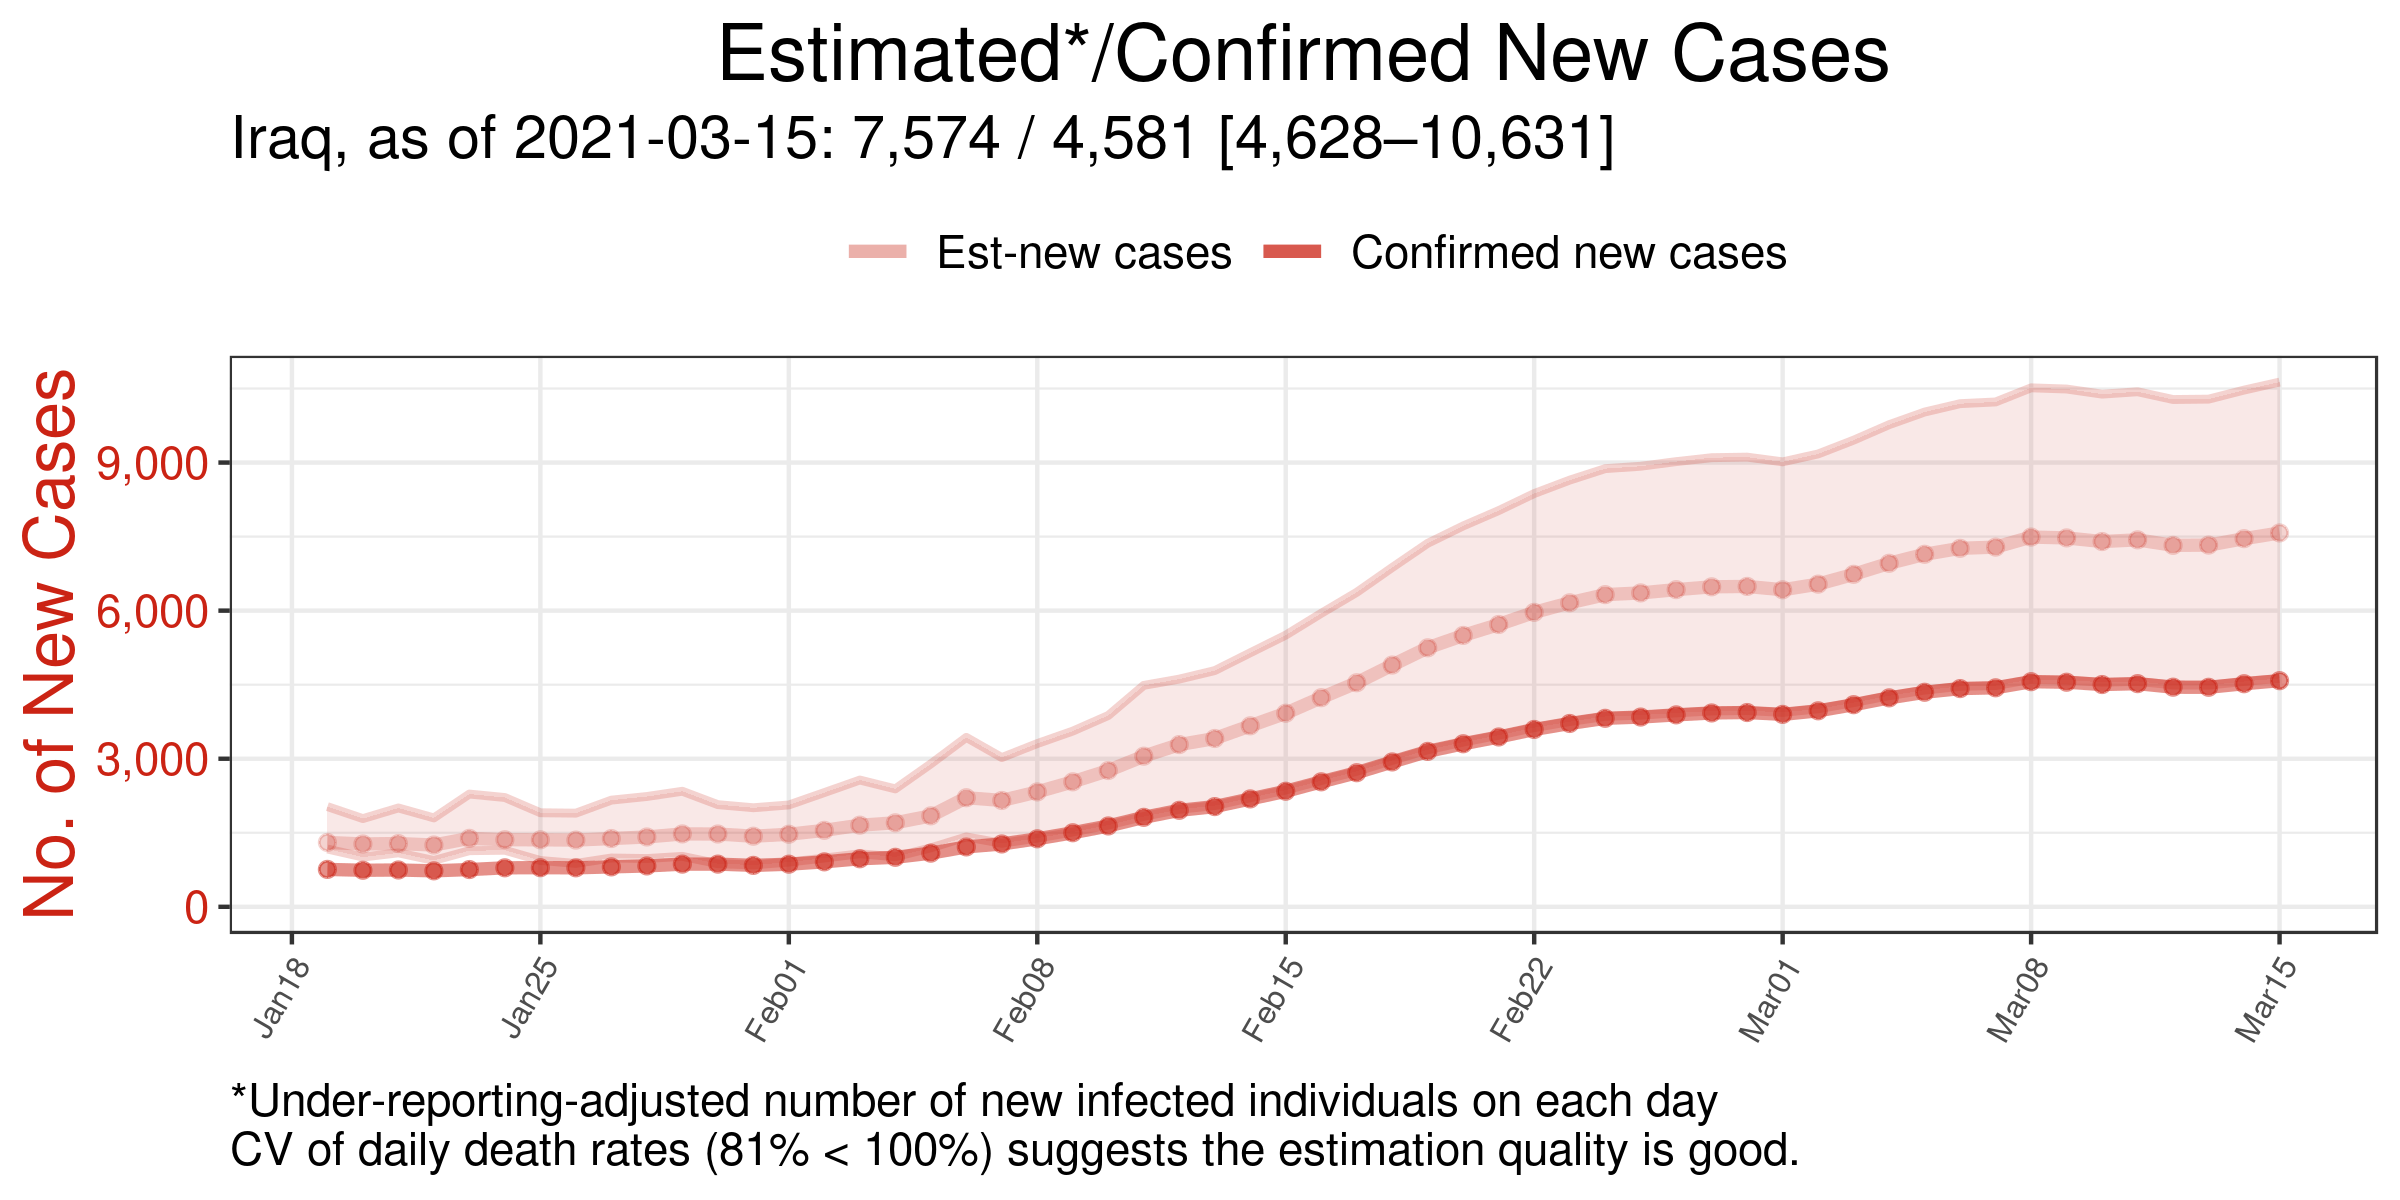 Estimated*/Confirmed New Cases
Iraq, as of 2021-03-15: 7,574 / 4,581 [4,628–10,631]
Est-new cases Confirmed new cases
No. of New Cases
9,000
6,000
3,000
0
Jan18 Jan25 Feb01 Feb08 Feb15 Feb22 Mar01 Mar08 Mar15
*Under-reporting-adjusted number of new infected individuals on each day
CV of daily death rates (81% < 100%) suggests the estimation quality is good.